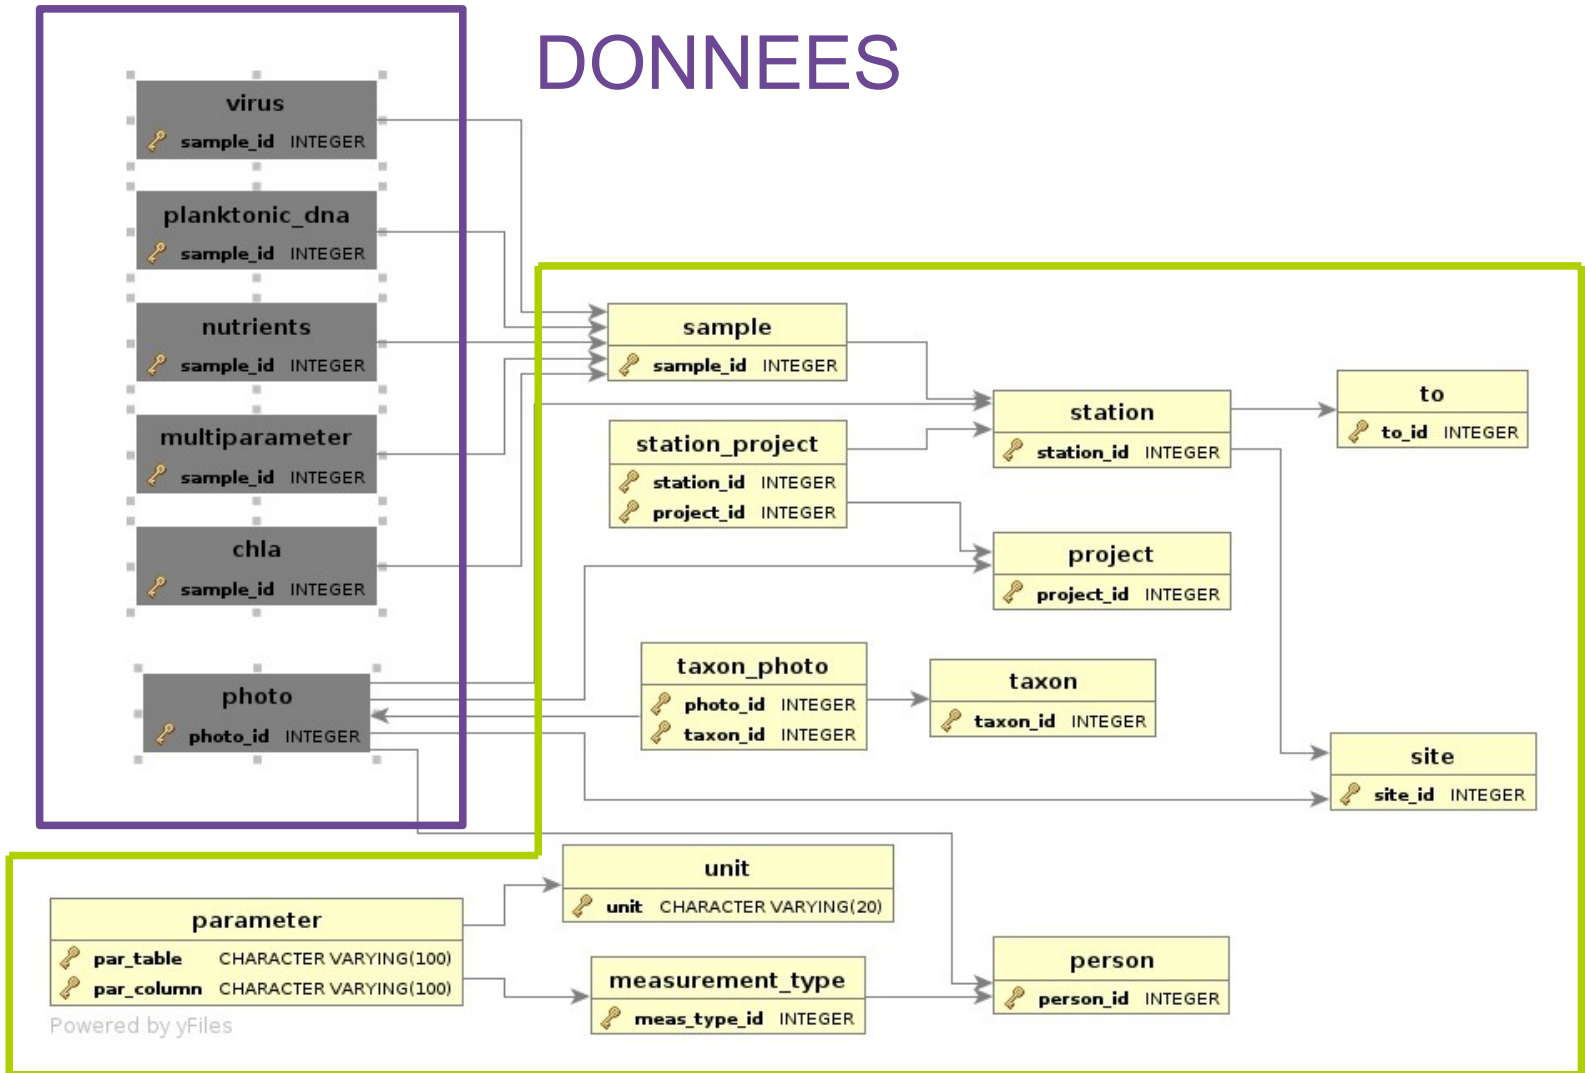 DONNEES
virus
sample_id INTEGER
planktonic_dna
sample_id INTEGER
nutrients
sample_id INTEGER
multiparameter
sample_id INTEGER
chla
sample_id INTEGER
photo
photo_id INTEGER
sample
sample_id INTEGER
station_project
station_id INTEGER
project_id INTEGER
station
station_id INTEGER
to
to_id INTEGER
project
project_id INTEGER
taxon_photo
photo_id INTEGER
taxon_id INTEGER
taxon
taxon_id INTEGER
site
site_id INTEGER
unit
unit CHARACTER VARYING(20)
parameter
par_table CHARACTER VARYING(100)
par_column CHARACTER VARYING(100)
measurement_type
meas_type_id INTEGER
person
person_id INTEGER
Powered by yFiles